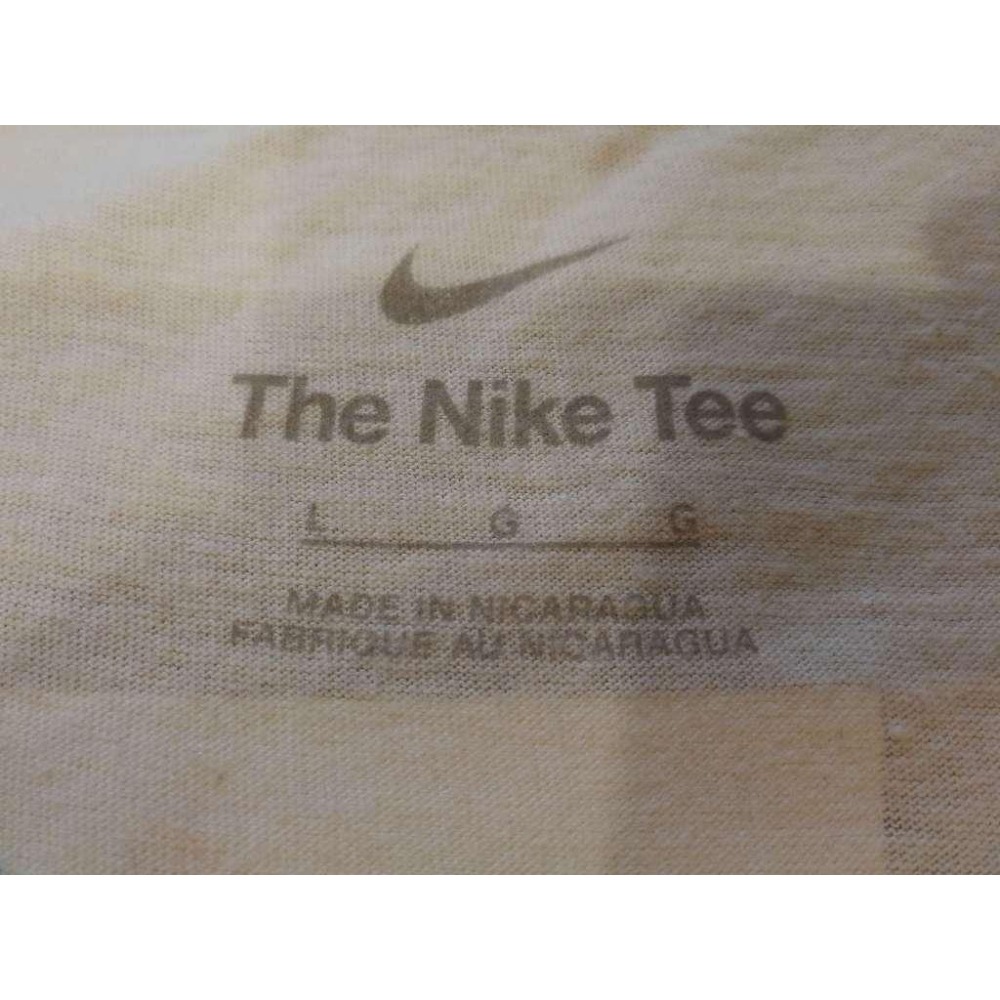 The Nike Tee
L G G
MADE IN NICARAGUA
FABRIQUE AU NICARAGUA